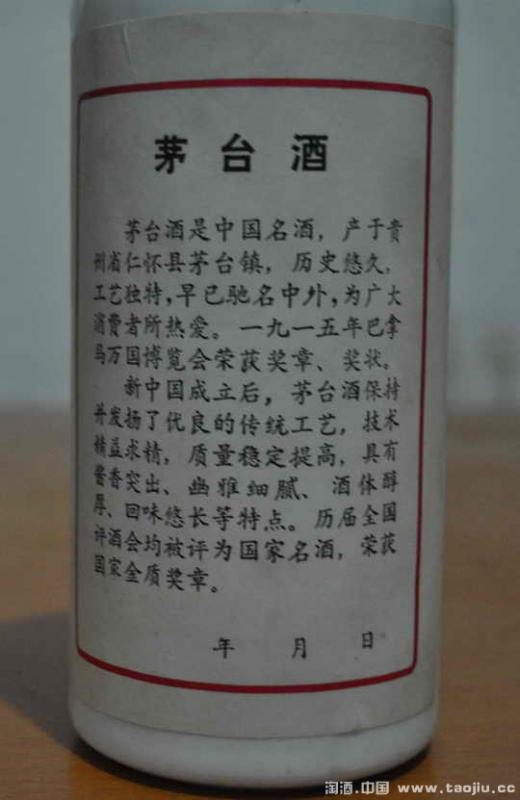 茅台酒
茅台酒是中国名酒，产于贵
州省仁怀县茅台镇，历史悠久，
工艺独特，早已驰名中外，为广大
消费者所热爱。一九一五年巴拿
马万国博览会荣获奖章、奖状。
新中国成立后，茅台酒保持
并发扬了优良的传统工艺，技术
精益求精，质量稳定提高，具有
酱香突出、幽雅细腻、酒体醇
厚、回味悠长等特点。历届全国
评酒会均被评为国家名酒，荣获
国家金质奖章。
年 月 日
淘酒.中国 www.taojiu.cc